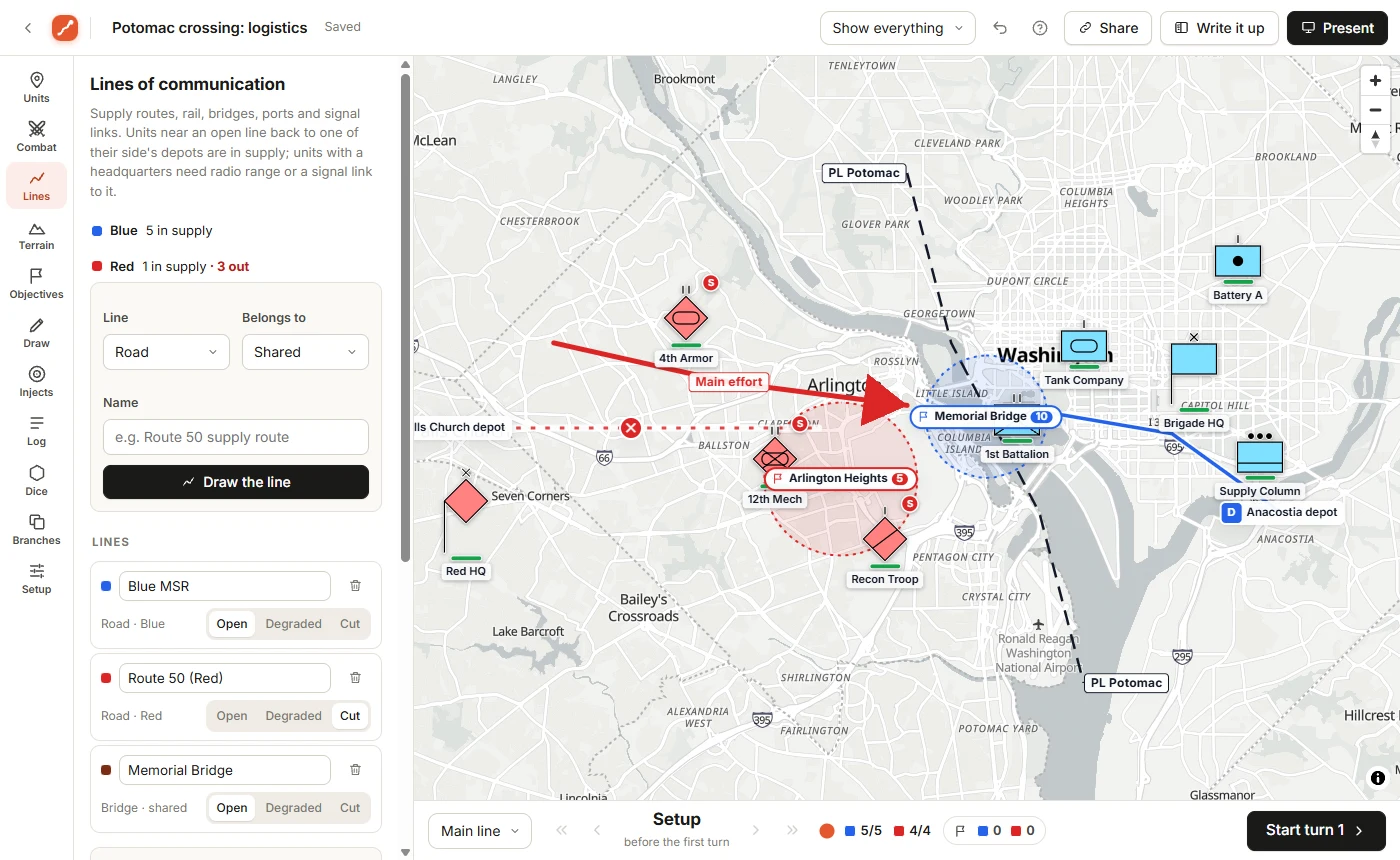 Potomac crossing: logistics
Saved
Show everything
Share
Write it up
Present
Units
Combat
Lines
Terrain
Objectives
Draw
Injects
Log
Dice
Branches
Setup
Lines of communication
Supply routes, rail, bridges, ports and signal
links. Units near an open line back to one of
their side's depots are in supply; units with a
headquarters need radio range or a signal link
to it.
Blue 5 in supply
Red 1 in supply · 3 out
Line
Belongs to
Road
Shared
Name
e.g. Route 50 supply route
Draw the line
LINES
Blue MSR
Road · Blue
Open
Degraded
Cut
Route 50 (Red)
Road · Red
Open
Degraded
Cut
Memorial Bridge
Bridge · shared
Open
Degraded
Cut
LANGLEY
Brookmont
TENLEYTOWN
McLean
CLEVELAND PARK
BROOKLAND
PL Potomac
COLUMBIA
HEIGHTS
WOODLEY PARK
CHESTERBROOK
GLOVER PARK
Battery A
DUPONT CIRCLE
S
GEORGETOWN
4th Armor
ROSSLYN
Tank Company
Main effort
Arlington
LITTLE ISLAND
CAPITOL HILL
Memorial Bridge 10
Brigade HQ
lls Church depot
S
BALLSTON
COLUMBIA
ISLAND
1st Battalion
66
695
12th Mech
Arlington Heights 5
Supply Column
Seven Corners
S
D Anacostia depot
395
ANACOSTIA
PENTAGON CITY
Red HQ
Recon Troop
Bailey's
Crossroads
CRYSTAL CITY
Lake Barcroft
Ronald Reagan
Washington
National Airport
295
SHIRLINGTON
PL Potomac
ALEXANDRIA
WEST
395
FAIRLINGTON
POTOMAC YARD
Hillcrest
Lincolnia
Glassmanor
Main line
Setup
before the first turn
5/5
4/4
0
0
Start turn 1